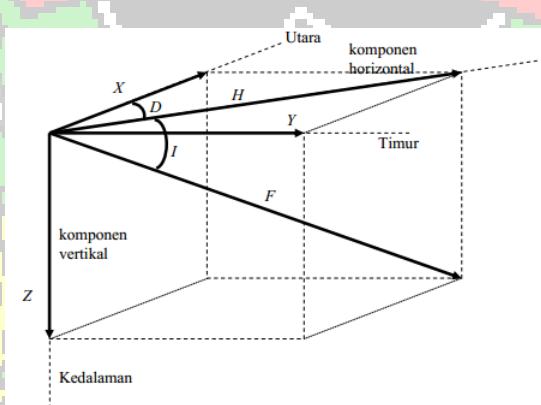 Utara
komponen
horizontal
X
D
H
Y
Timur
I
F
komponen
vertikal
Z
Kedalaman